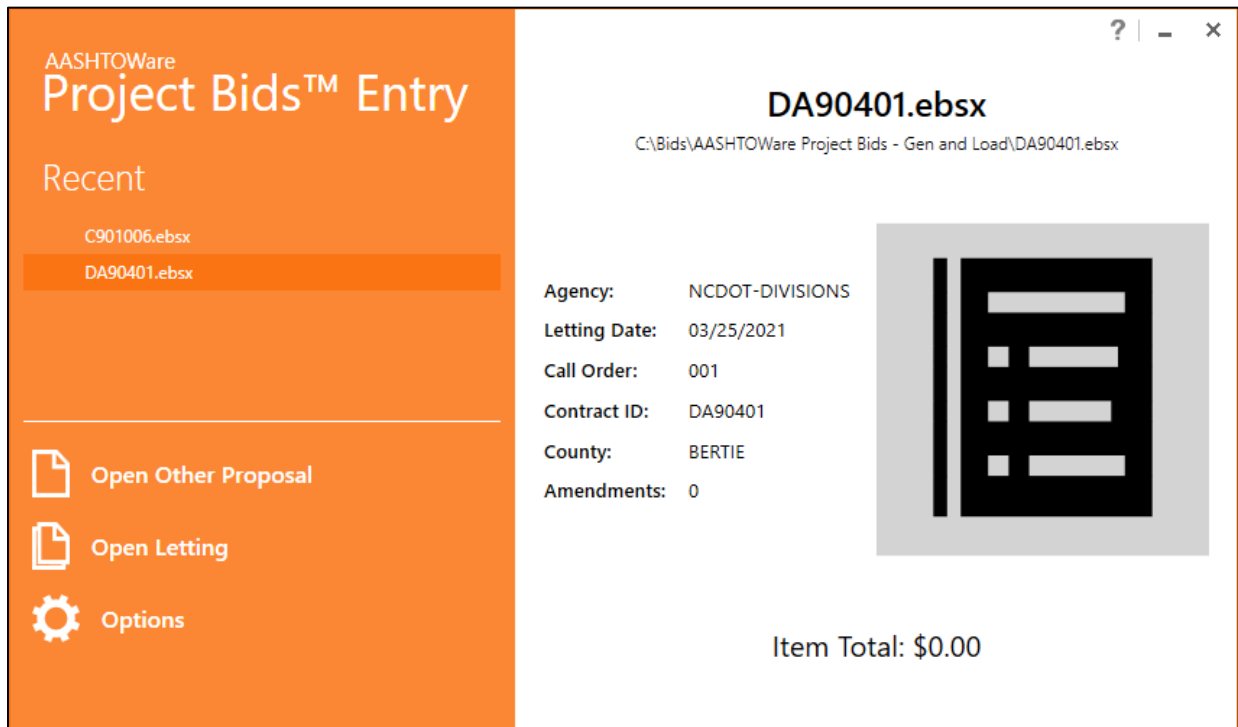 AASHTOWare
Project Bids™ Entry
Recent
C901006.ebsx
DA90401.ebsx
Open Other Proposal
Open Letting
Options
? – ×
DA90401.ebsx
C:\Bids\AASHTOWare Project Bids - Gen and Load\DA90401.ebsx
Agency: NCDOT-DIVISIONS
Letting Date: 03/25/2021
Call Order: 001
Contract ID: DA90401
County: BERTIE
Amendments: 0
Item Total: $0.00